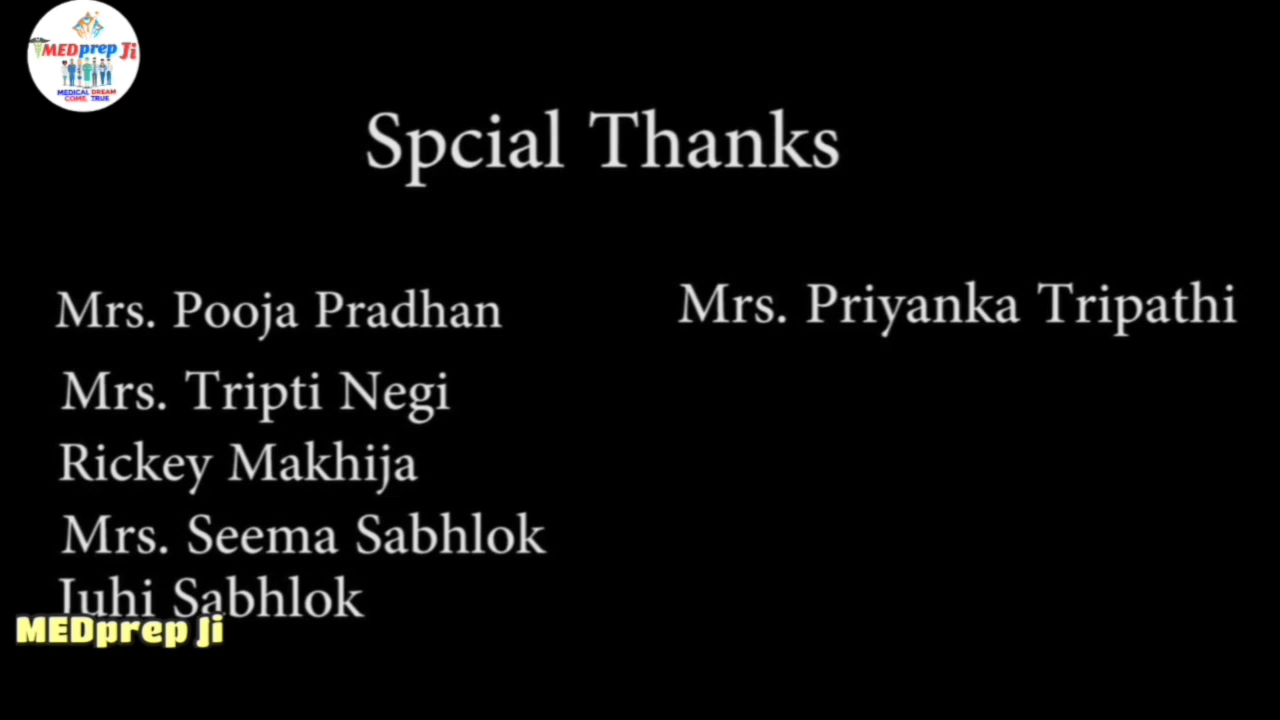 MEDprep Ji
MEDICAL DREAM
COME TRUE
Spcial Thanks
Mrs. Pooja Pradhan
Mrs. Priyanka Tripathi
Mrs. Tripti Negi
Rickey Makhija
Mrs. Seema Sabhlok
Juhi Sabhlok
MEDprep Ji